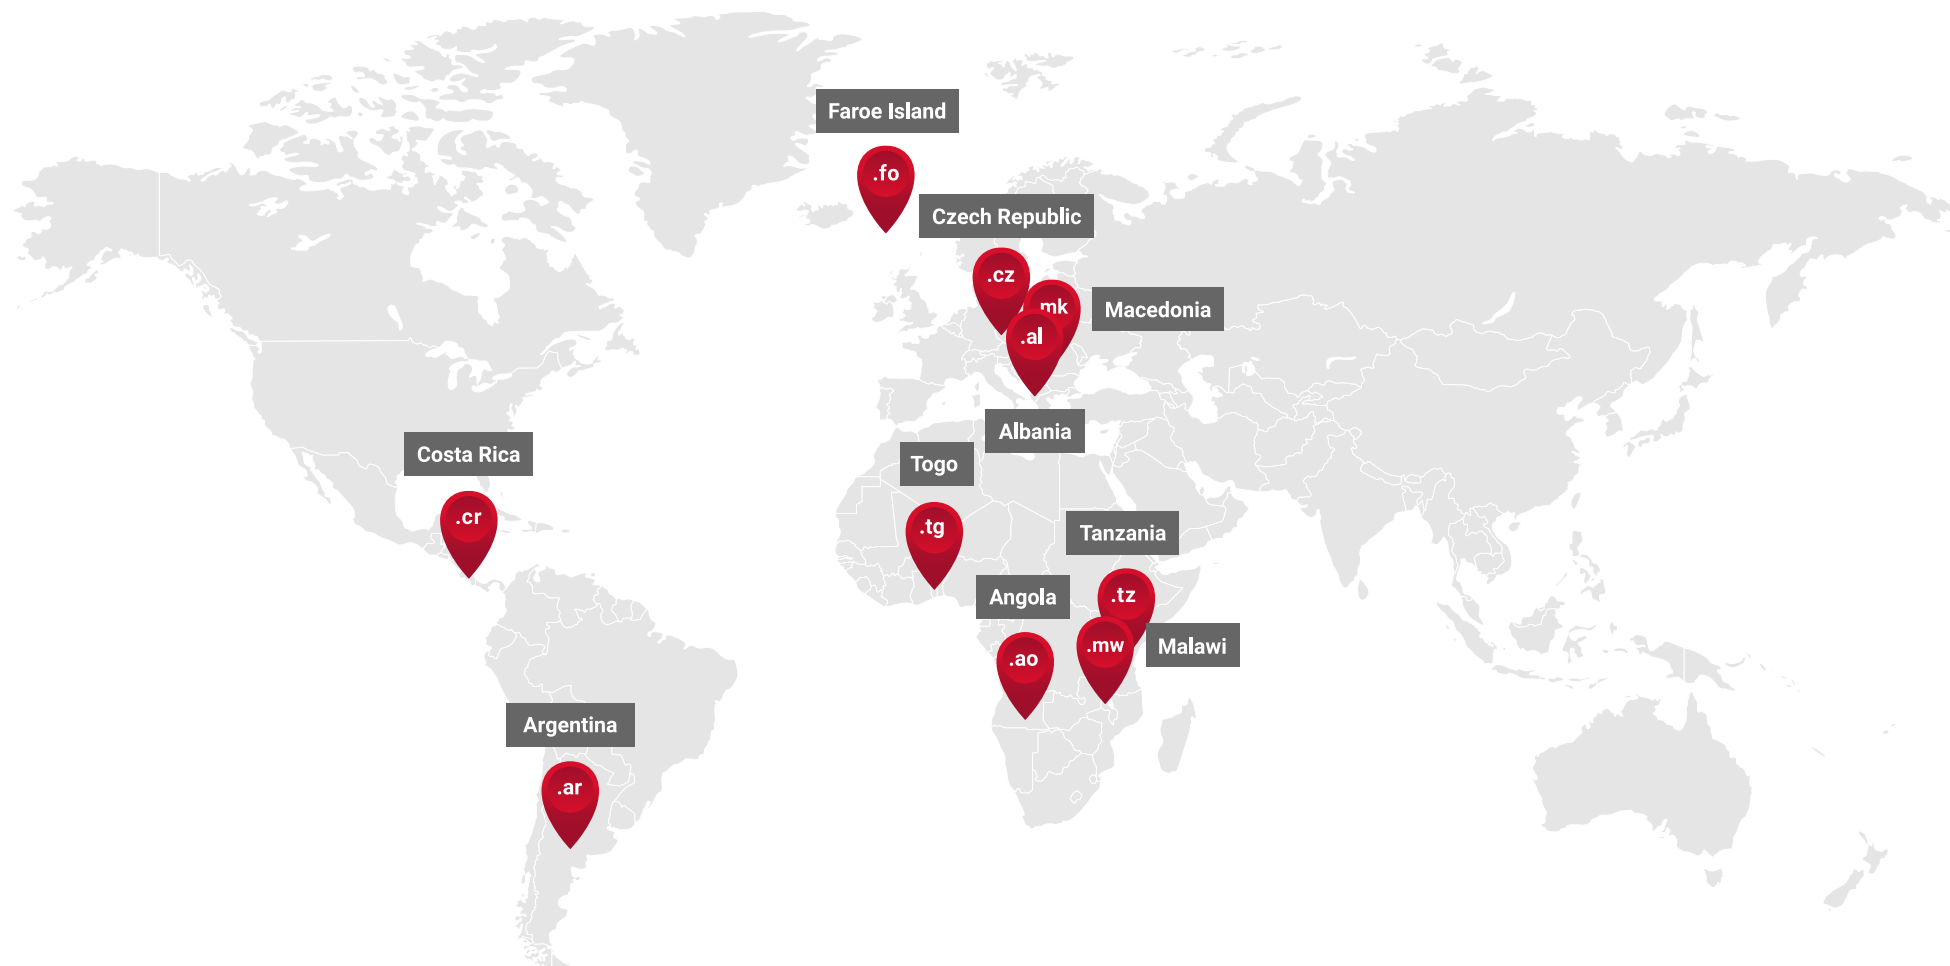 Faroe Island
.fo
Czech Republic
.cz
mk
Macedonia
.al
Albania
Costa Rica
.cr
Togo
.tg
Tanzania
.tz
Angola
.ao
.mw
Malawi
Argentina
.ar